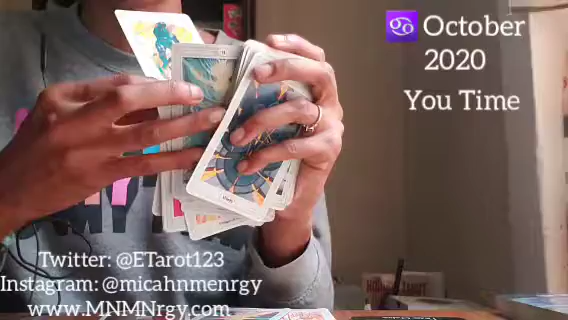 ♋ October
2020
You Time
Twitter: @ETarot123
Instagram: @micahnmenrgy
www.MNMNrgy.com